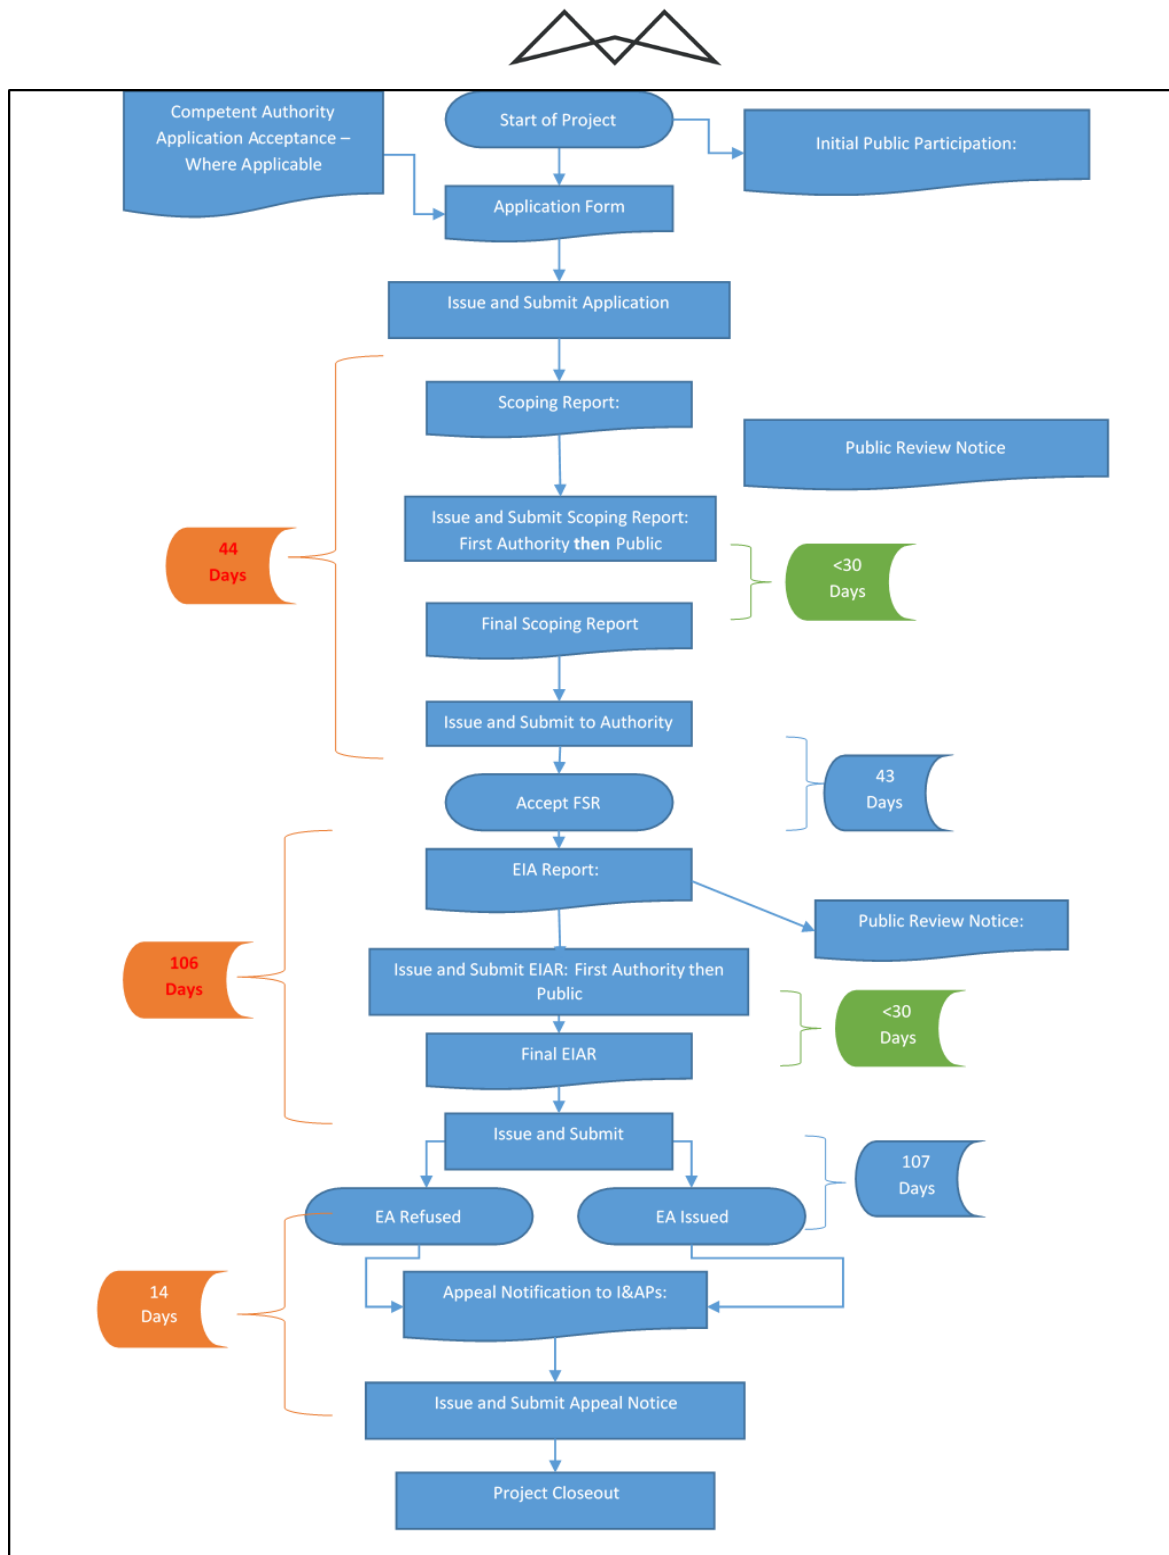 Competent Authority
Application Acceptance –
Where Applicable
Start of Project
Initial Public Participation:
Application Form
Issue and Submit Application
Scoping Report:
Public Review Notice
Issue and Submit Scoping Report:
First Authority then Public
44
Days
<30
Days
Final Scoping Report
Issue and Submit to Authority
43
Days
Accept FSR
EIA Report:
Public Review Notice:
106
Days
Issue and Submit EIAR: First Authority then
Public
<30
Days
Final EIAR
Issue and Submit
107
Days
EA Refused
EA Issued
14
Days
Appeal Notification to I&APs:
Issue and Submit Appeal Notice
Project Closeout